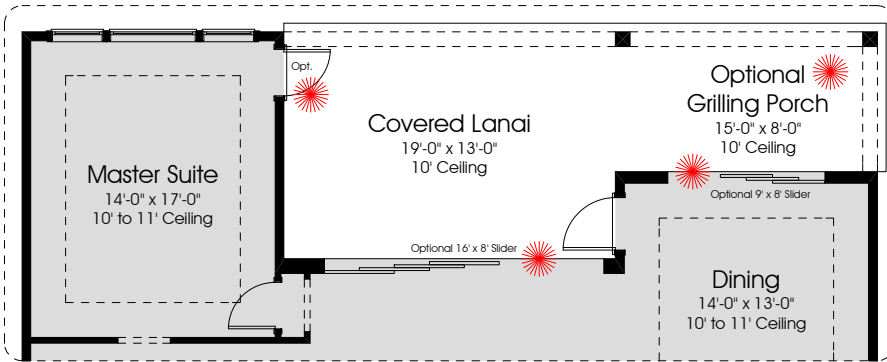 Opt.
Optional
Grilling Porch
15'-0" x 8'-0"
10' Ceiling
Covered Lanai
19'-0" x 13'-0"
10' Ceiling
Master Suite
14'-0" x 17'-0"
10' to 11' Ceiling
Optional 9' x 8' Slider
Optional 16' x 8' Slider
Dining
14'-0" x 13'-0"
10' to 11' Ceiling